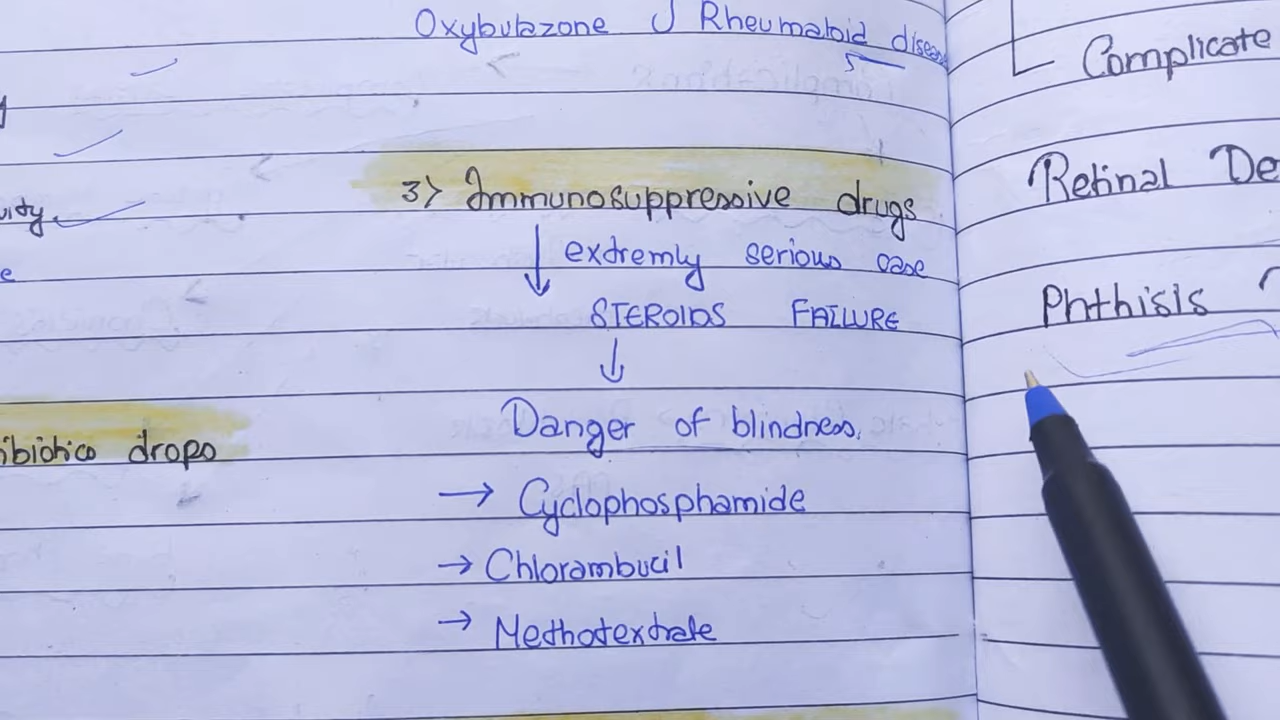 Oxybutazone Rheumatoid disea
3> Immunosuppressive drugs
extremly serious case
STEROIDS FAILURE
Danger of blindness.
→ Cyclophosphamide
→ Chlorambucil
→ Methotextrate
ibiotics drops
Complicate
Retinal De
Phthisis